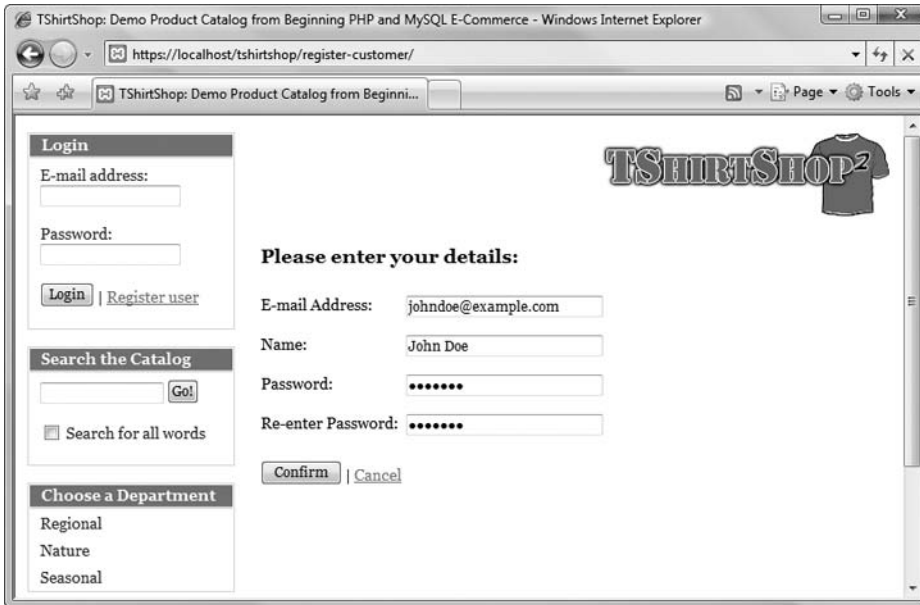 TShirtShop: Demo Product Catalog from Beginning PHP and MySQL E-Commerce - Windows Internet Explorer
https://localhost/tshirtshop/register-customer/
TShirtShop: Demo Product Catalog from Beginni...
Page
Tools
Login
E-mail address:
Password:
Login | Register user
Search the Catalog
Go!
Search for all words
Choose a Department
Regional
Nature
Seasonal
TShirtShop²
Please enter your details:
E-mail Address: johndoe@example.com
Name: John Doe
Password: •••••••
Re-enter Password: •••••••
Confirm | Cancel